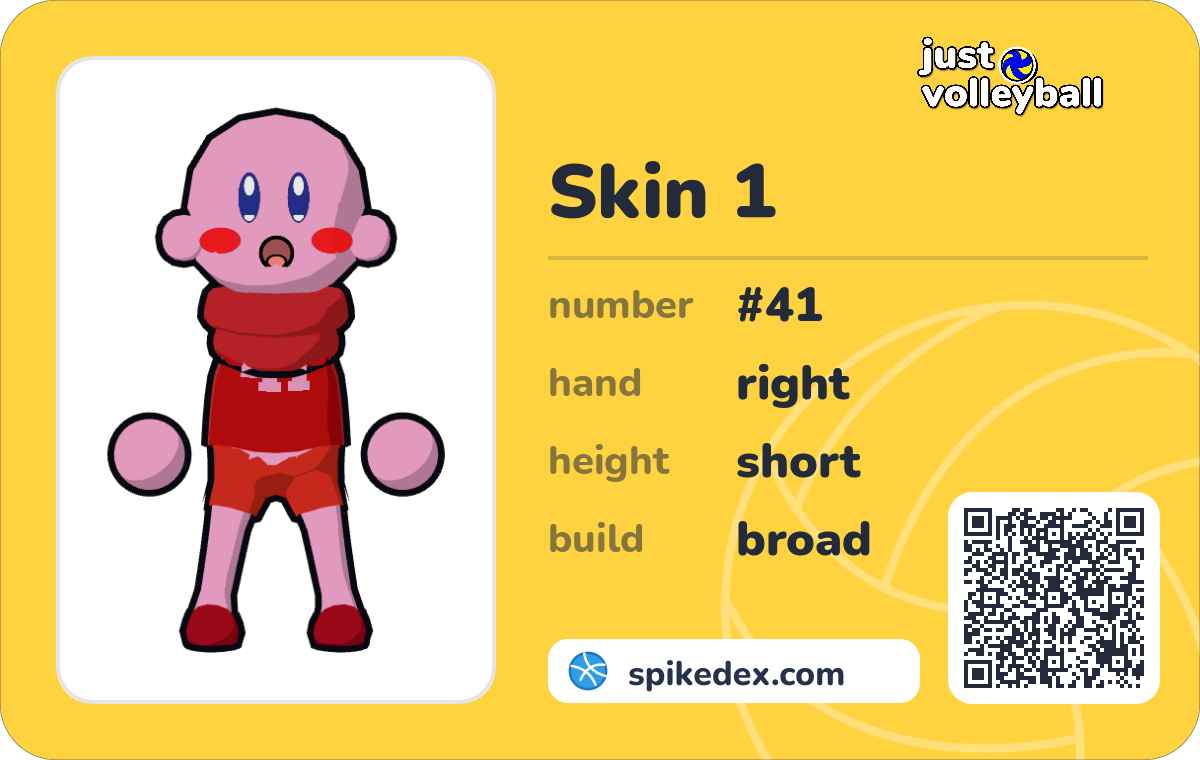 just
volleyball
Skin 1
number #41
hand right
height short
build broad
spikedex.com